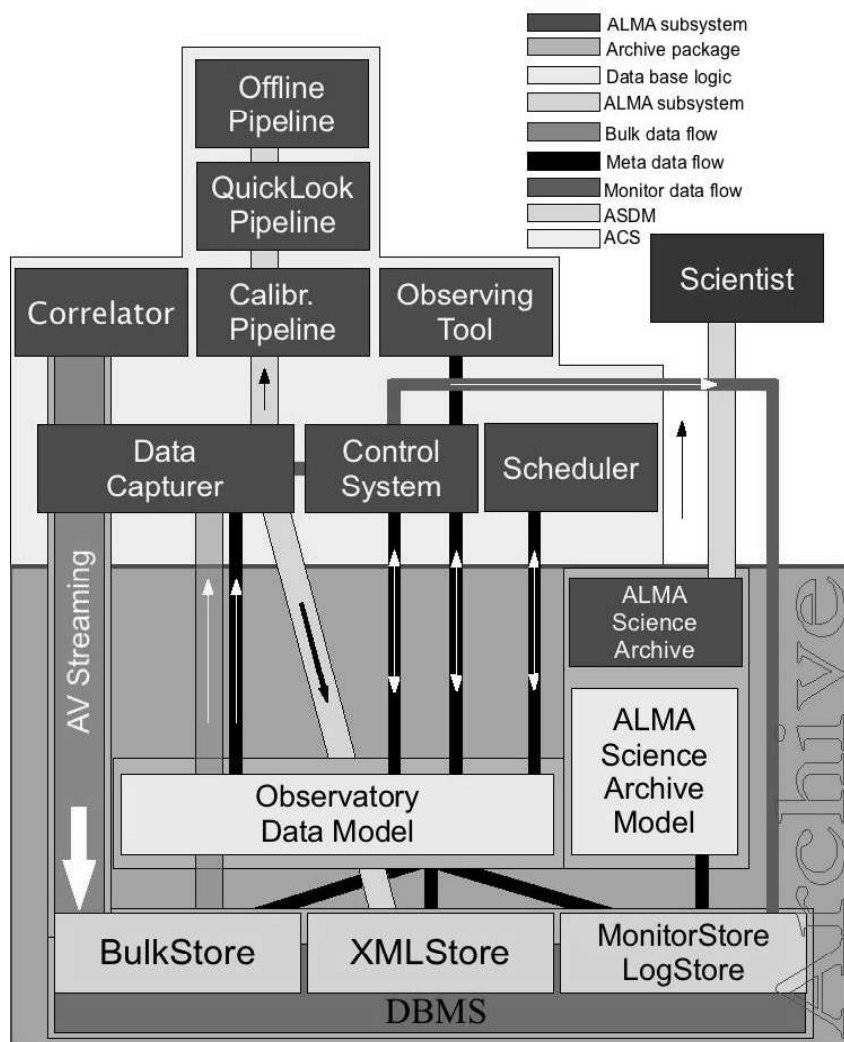 ALMA subsystem
Archive package
Data base logic
ALMA subsystem
Bulk data flow
Meta data flow
Monitor data flow
ASDM
ACS
Offline
Pipeline
QuickLook
Pipeline
Correlator
Calibr.
Pipeline
Observing
Tool
Scientist
Data
Capturer
Control
System
Scheduler
AV Streaming
ALMA
Science
Archive
Archive
Observatory
Data Model
ALMA
Science
Archive
Model
BulkStore
XMLStore
MonitorStore
LogStore
DBMS